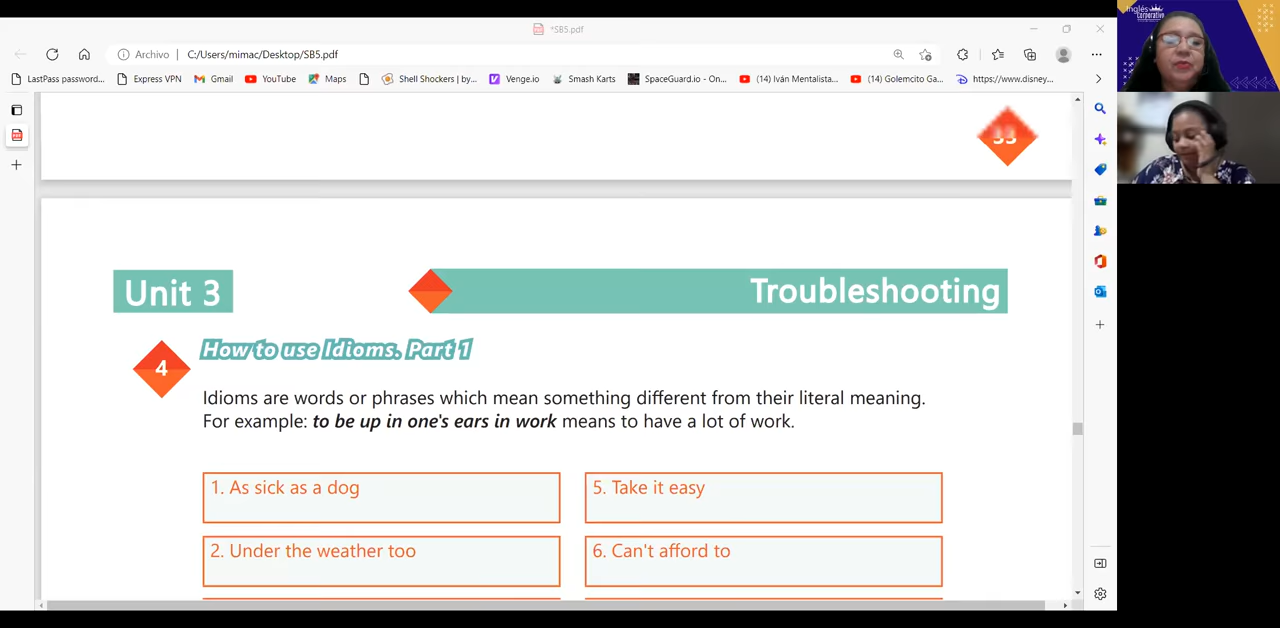 *SB5.pdf
Archivo | C:/Users/mimac/Desktop/SB5.pdf
LastPass password... Express VPN Gmail YouTube Maps Shell Shockers | by... Venge.io Smash Karts SpaceGuard.io - On... (14) Iván Mentalista... (14) Golemcito Ga... https://www.disney...
Inglés
Corporativo
Unit 3
Troubleshooting
4
How to use Idioms. Part 1
Idioms are words or phrases which mean something different from their literal meaning.
For example: to be up in one's ears in work means to have a lot of work.
1. As sick as a dog
5. Take it easy
2. Under the weather too
6. Can't afford to